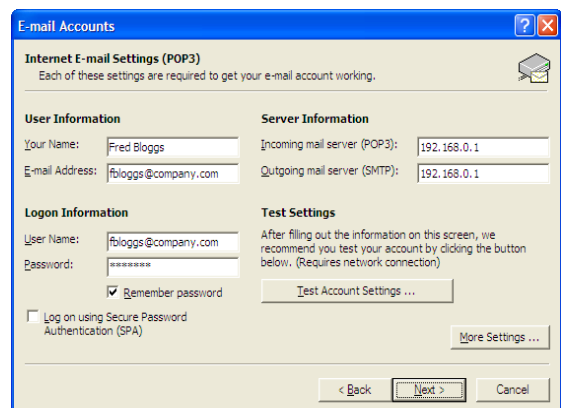 E-mail Accounts
Internet E-mail Settings (POP3)
Each of these settings are required to get your e-mail account working.
User Information
Your Name: Fred Bloggs
E-mail Address: fbloggs@company.com
Server Information
Incoming mail server (POP3): 192.168.0.1
Outgoing mail server (SMTP): 192.168.0.1
Logon Information
User Name: fbloggs@company.com
Password: *******
Remember password
Log on using Secure Password
Authentication (SPA)
Test Settings
After filling out the information on this screen, we
recommend you test your account by clicking the button
below. (Requires network connection)
Test Account Settings ...
More Settings ...
< Back Next > Cancel